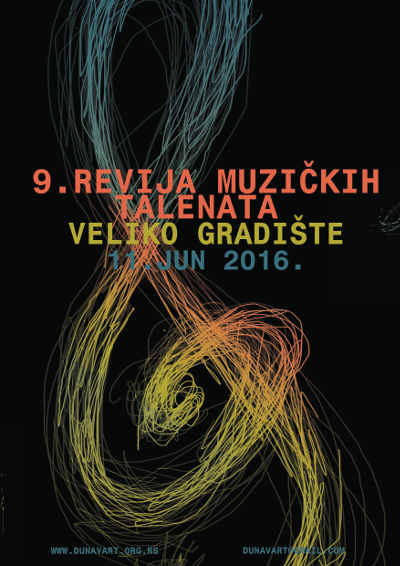 9.REVIJA MUZIČKIH
TALENATA
VELIKO GRADIŠTE
11.JUN 2016.
WWW.DUNAVART.ORG.RS DUNAVART@GMAIL.COM